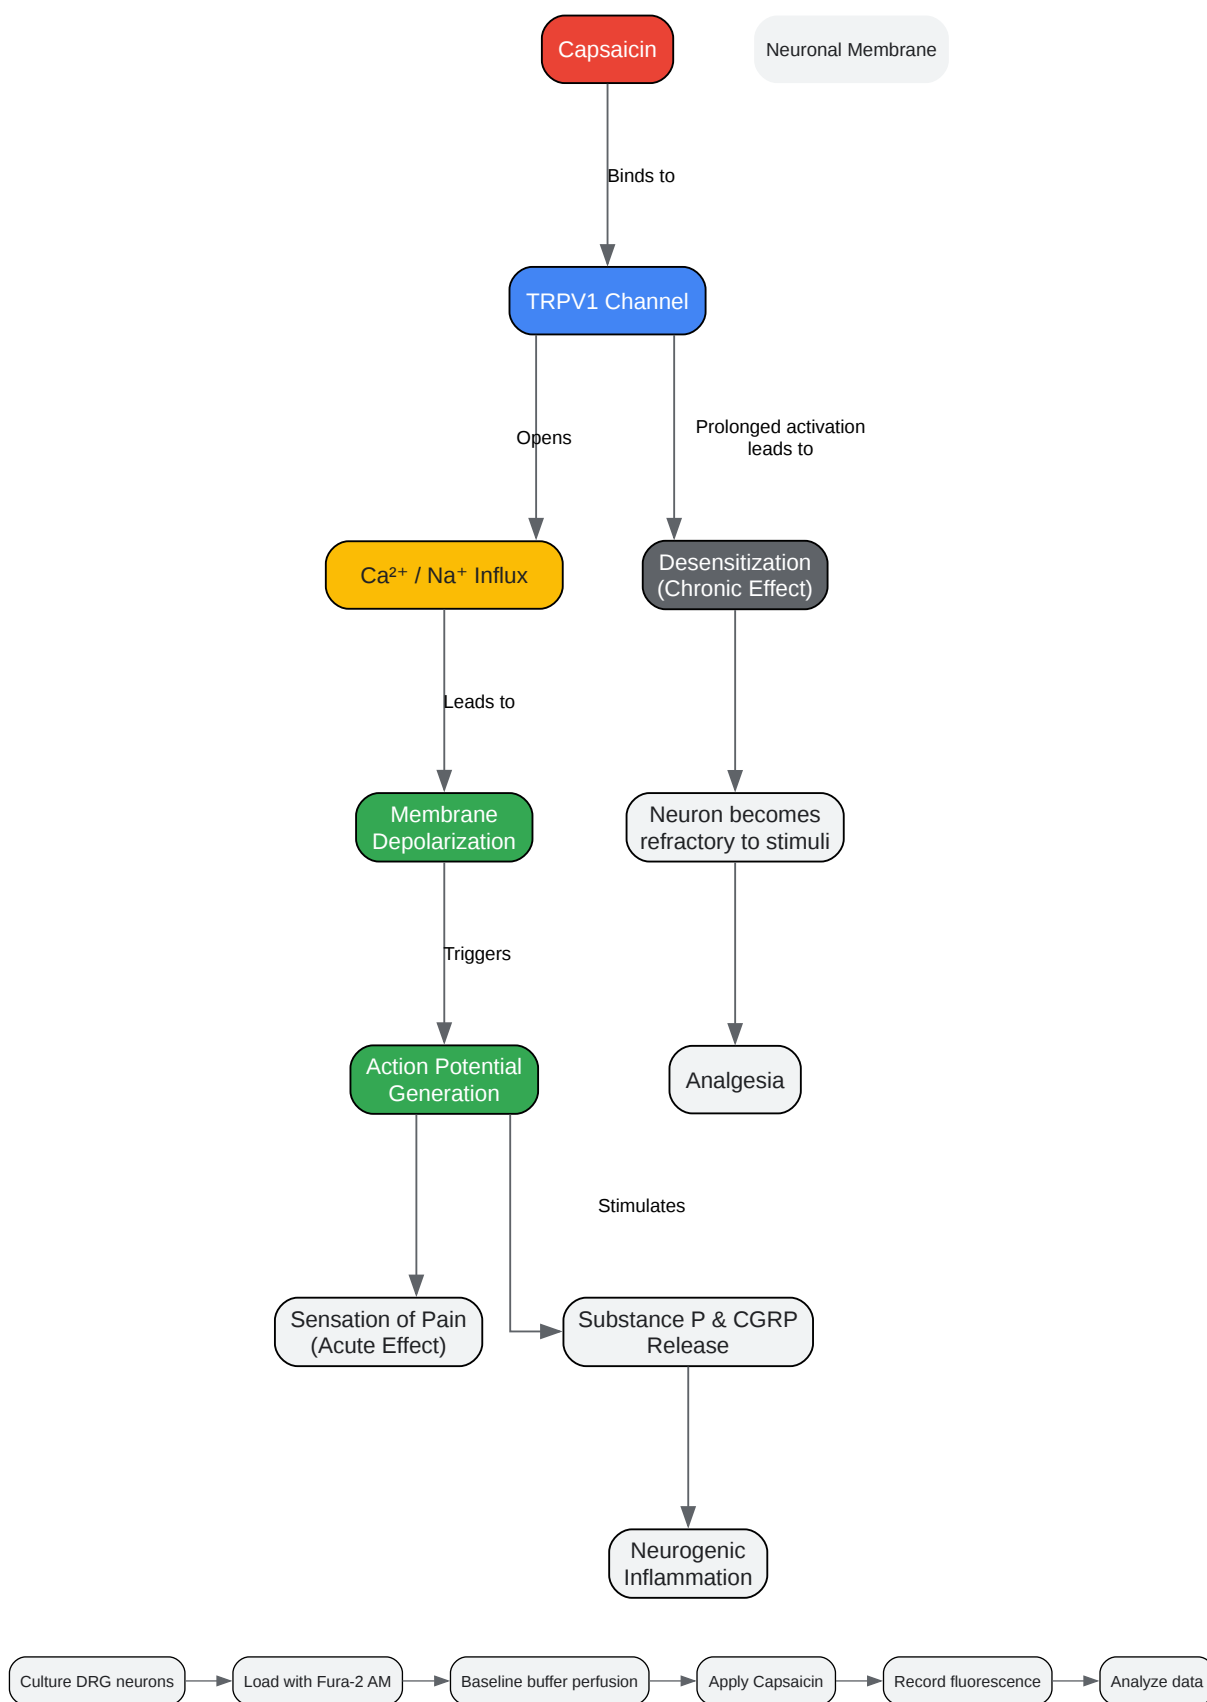 Capsaicin
Neuronal Membrane
Binds to
TRPV1 Channel
Opens
Prolonged activation
leads to
Ca²⁺ / Na⁺ Influx
Desensitization
(Chronic Effect)
Leads to
Membrane
Depolarization
Neuron becomes
refractory to stimuli
Triggers
Action Potential
Generation
Analgesia
Stimulates
Sensation of Pain
(Acute Effect)
Substance P & CGRP
Release
Neurogenic
Inflammation
Culture DRG neurons
Load with Fura-2 AM
Baseline buffer perfusion
Apply Capsaicin
Record fluorescence
Analyze data